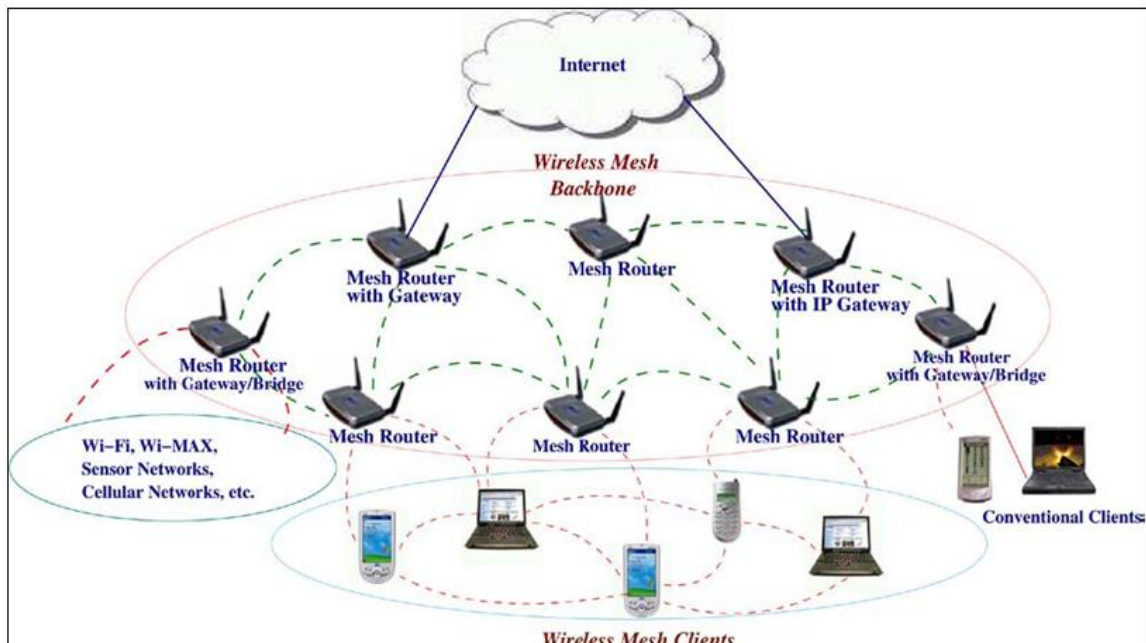 Internet
Wireless Mesh
Backbone
Mesh Router
with Gateway
Mesh Router
Mesh Router
with IP Gateway
Mesh Router
with Gateway/Bridge
Mesh Router
with Gateway/Bridge
Mesh Router
Mesh Router
Mesh Router
Wi-Fi, Wi-MAX,
Sensor Networks,
Cellular Networks, etc.
Conventional Clients
Wireless Mesh Clients